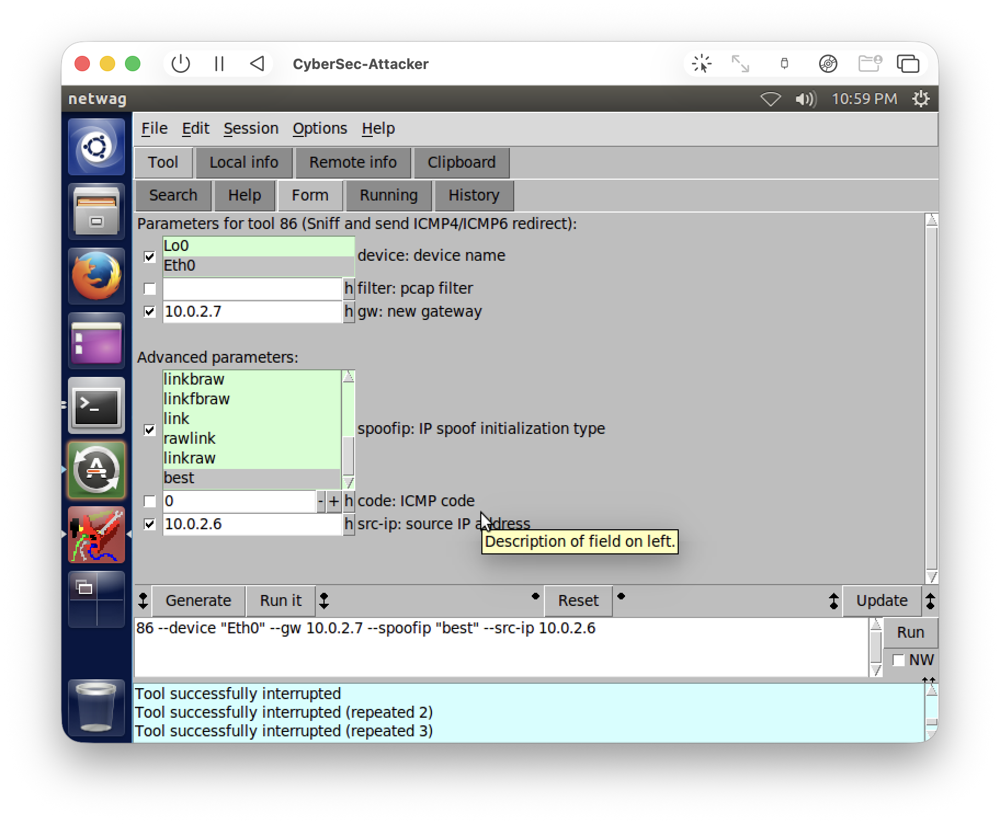 CyberSec-Attacker
netwag
10:59 PM
File Edit Session Options Help
Tool Local info Remote info Clipboard
Search Help Form Running History
Parameters for tool 86 (Sniff and send ICMP4/ICMP6 redirect):
Lo0
Eth0
device: device name
h filter: pcap filter
10.0.2.7 h gw: new gateway
Advanced parameters:
linkbraw
linkfbraw
link
rawlink
linkraw
best
spoofip: IP spoof initialization type
0 - + h code: ICMP code
10.0.2.6 h src-ip: source IP address
Description of field on left.
Generate Run it Reset Update
86 --device "Eth0" --gw 10.0.2.7 --spoofip "best" --src-ip 10.0.2.6
Run
NW
Tool successfully interrupted
Tool successfully interrupted (repeated 2)
Tool successfully interrupted (repeated 3)